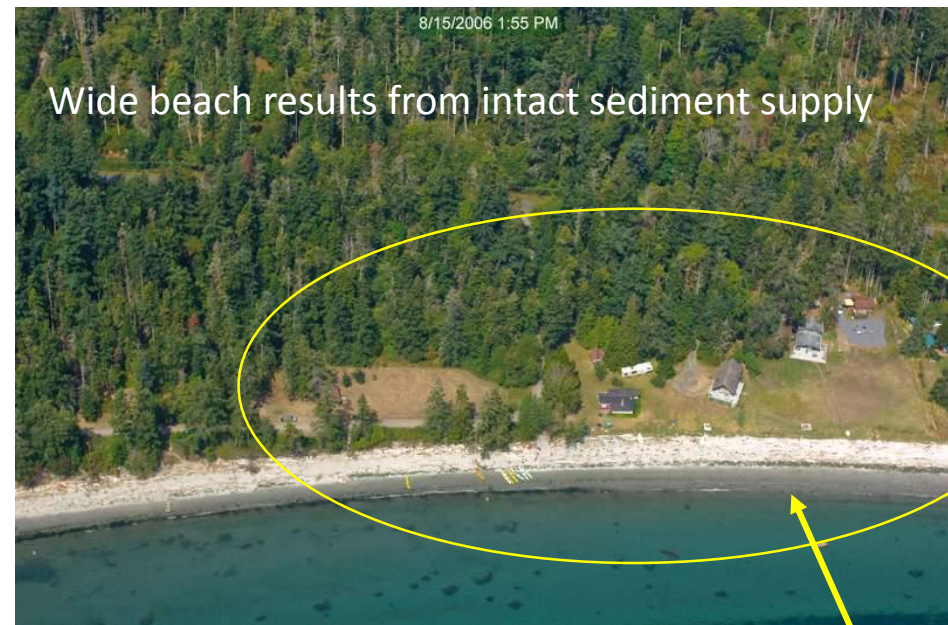 8/15/2006 1:55 PM
Wide beach results from intact sediment supply